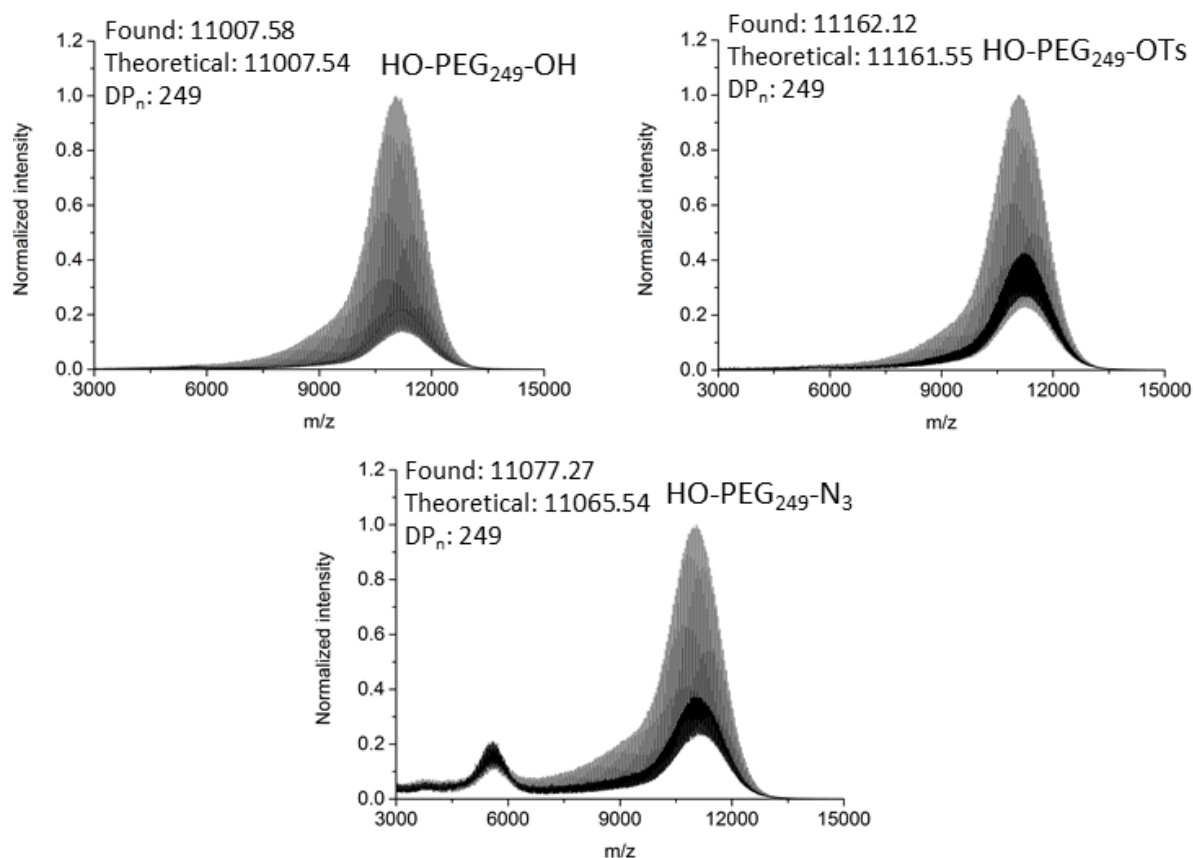 Found: 11007.58
Theoretical: 11007.54
DPn: 249
HO-PEG249-OH
Normalized intensity
1.2
1.0
0.8
0.6
0.4
0.2
0.0
3000 6000 9000 12000 15000
m/z
Found: 11162.12
Theoretical: 11161.55
DPn: 249
HO-PEG249-OTs
Normalized intensity
1.2
1.0
0.8
0.6
0.4
0.2
0.0
3000 6000 9000 12000 15000
m/z
Found: 11077.27
Theoretical: 11065.54
DPn: 249
HO-PEG249-N3
Normalized intensity
1.2
1.0
0.8
0.6
0.4
0.2
0.0
3000 6000 9000 12000 15000
m/z